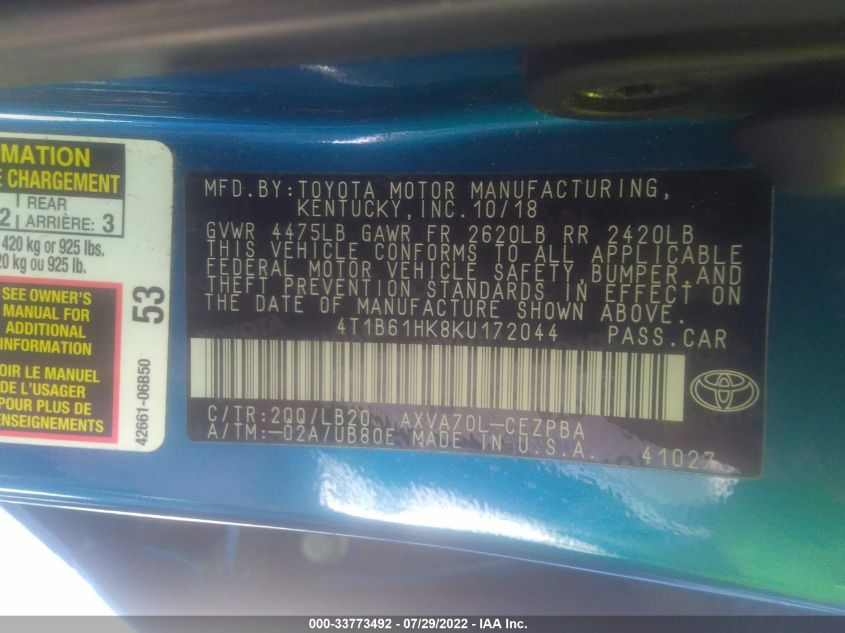 MATION
E CHARGEMENT
2 REAR
ARRIÈRE: 3
420 kg or 925 lbs.
20 kg ou 925 lb.
SEE OWNER'S
MANUAL FOR
ADDITIONAL
INFORMATION
OIR LE MANUEL
DE L'USAGER
POUR PLUS DE
ENSEIGNEMENTS
53
42661-06B50
MFD.BY:TOYOTA MOTOR MANUFACTURING,
KENTUCKY,INC.10/18
GVWR 4475LB GAWR FR 2620LB RR 2420LB
THIS VEHICLE CONFORMS TO ALL APPLICABLE
FEDERAL MOTOR VEHICLE SAFETY,BUMPER,AND
THEFT PREVENTION STANDARDS IN EFFECT ON
THE DATE OF MANUFACTURE SHOWN ABOVE.
4T1B61HK8KU172044 PASS.CAR
C/TR:2QQ/LB20 AXVA70L-CEZPBA
A/TM:-02A/UB80E MADE IN U.S.A. 41027
000-33773492 - 07/29/2022 - IAA Inc.